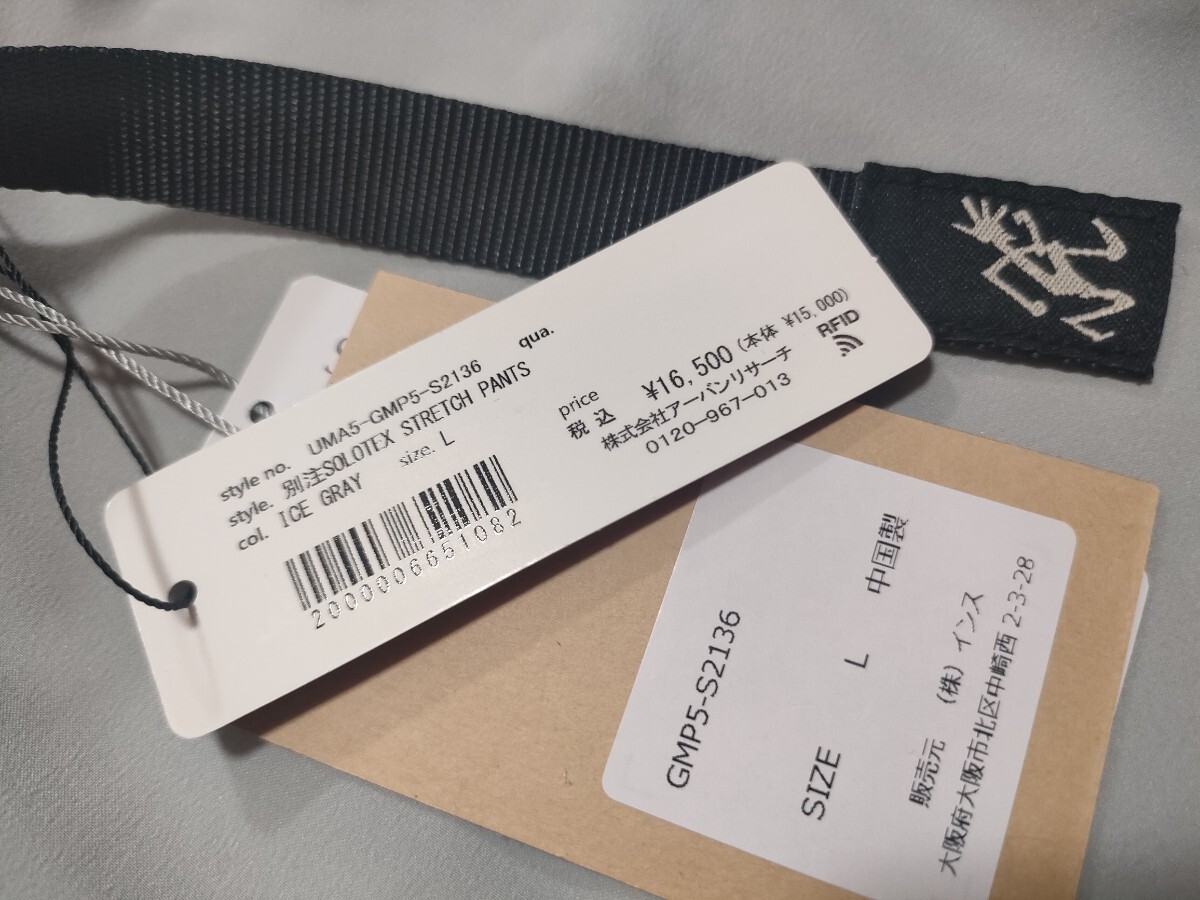 style no. UMA5-GMP5-S2136 qua.
style. 別注SOLOTEX STRETCH PANTS
col. ICE GRAY size. L
2000006651082
price
税込 ¥16,500 (本体 ¥15,000)
株式会社アーバンリサーチ
0120-967-013
RFID
GMP5-S2136
SIZE L 中国製
販売元 (株) インス
大阪府大阪市北区中崎西 2-3-28